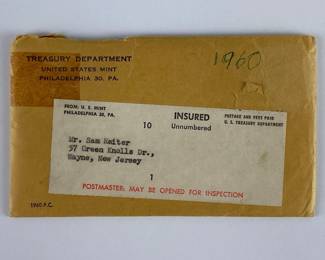 TREASURY DEPARTMENT
UNITED STATES MINT
PHILADELPHIA 30, PA.
1960
FROM: U. S. MINT
PHILADELPHIA 30, PA.
INSURED
10 Unnumbered
POSTAGE AND FEES PAID
U. S. TREASURY DEPARTMENT
Mr. Sam Reiter
37 Green Knolls Dr.,
Wayne, New Jersey
1
POSTMASTER: MAY BE OPENED FOR INSPECTION
1960 P.C.